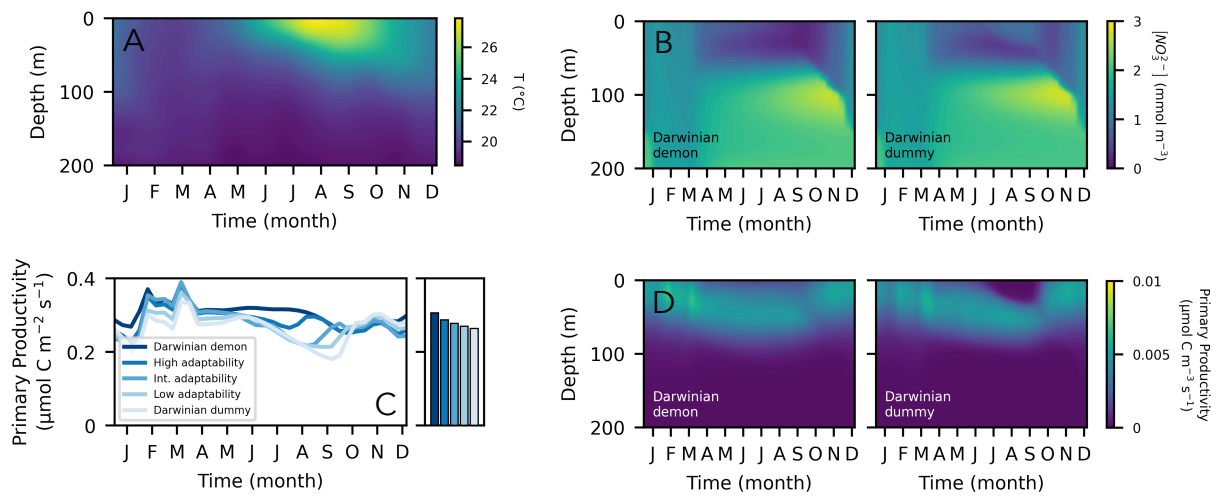 A
0
100
200
Depth (m)
J F M A M J J A S O N D
Time (month)
26
24
22
20
T (°C)
B
0
100
200
Depth (m)
Darwinian
demon
J F M A M J J A S O N D
Time (month)
Darwinian
dummy
J F M A M J J A S O N D
Time (month)
3
2
1
0
|NO₃²⁻| (mmol m⁻³)
C
0.4
0.2
0
Primary Productivity
(μmol C m⁻² s⁻¹)
Darwinian demon
High adaptability
Int. adaptability
Low adaptability
Darwinian dummy
J F M A M J J A S O N D
Time (month)
D
0
100
200
Depth (m)
Darwinian
demon
J F M A M J J A S O N D
Time (month)
Darwinian
dummy
J F M A M J J A S O N D
Time (month)
0.01
0.005
0
Primary Productivity
(μmol C m⁻³ s⁻¹)